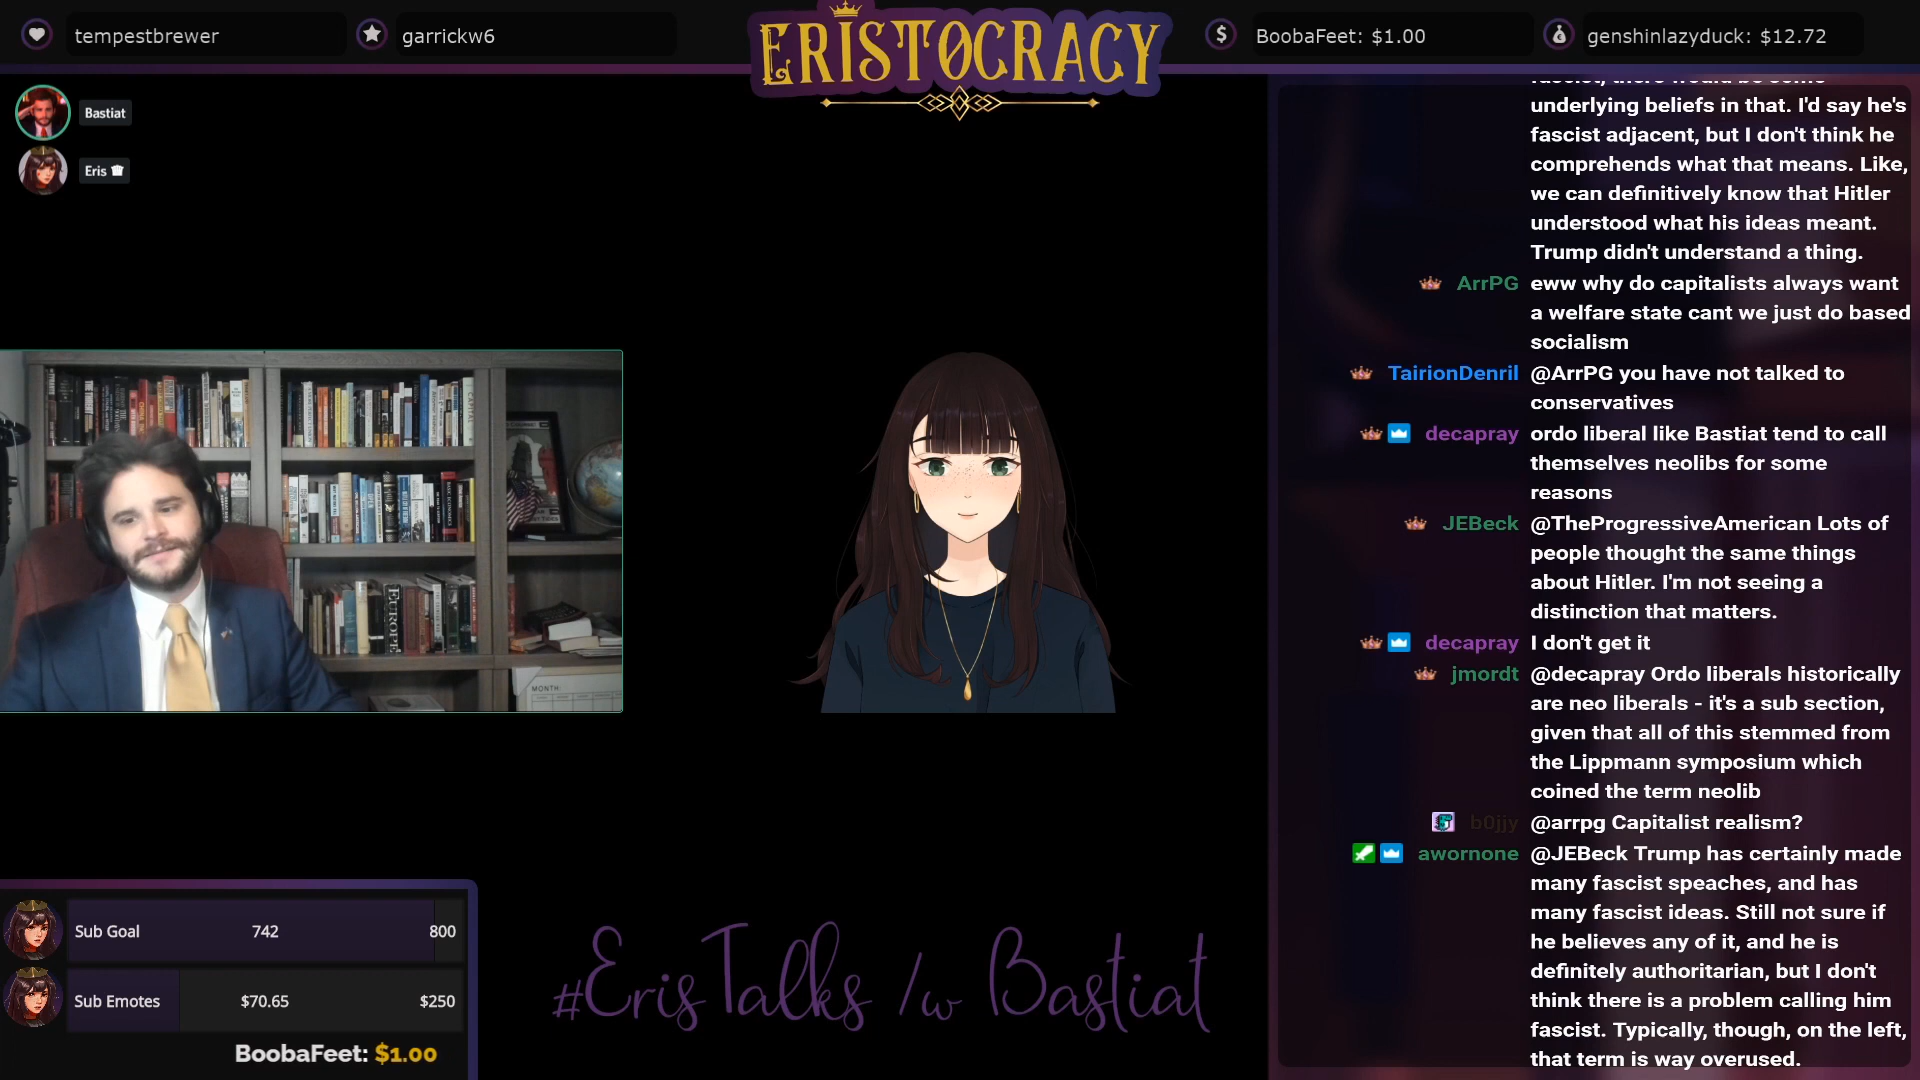 tempestbrewer
garrickw6
ERISTOCRACY
BoobaFeet: $1.00
genshinlazyduck: $12.72
Bastiat
Eris
underlying beliefs in that. I'd say he's
fascist adjacent, but I don't think he
comprehends what that means. Like,
we can definitively know that Hitler
understood what his ideas meant.
Trump didn't understand a thing.
ArrPG eww why do capitalists always want
a welfare state cant we just do based
socialism
TairionDenril @ArrPG you have not talked to
conservatives
decapray ordo liberal like Bastiat tend to call
themselves neolibs for some
reasons
JEBeck @TheProgressiveAmerican Lots of
people thought the same things
about Hitler. I'm not seeing a
distinction that matters.
decapray I don't get it
jmordt @decapray Ordo liberals historically
are neo liberals - it's a sub section,
given that all of this stemmed from
the Lippmann symposium which
coined the term neolib
b0jjy @arrpg Capitalist realism?
awornone @JEBeck Trump has certainly made
many fascist speaches, and has
many fascist ideas. Still not sure if
he believes any of it, and he is
definitely authoritarian, but I don't
think there is a problem calling him
fascist. Typically, though, on the left,
that term is way overused.
EUROPE
MONTH:
Sub Goal 742 800
Sub Emotes $70.65 $250
BoobaFeet: $1.00
#ErisTalks /w Bastiat